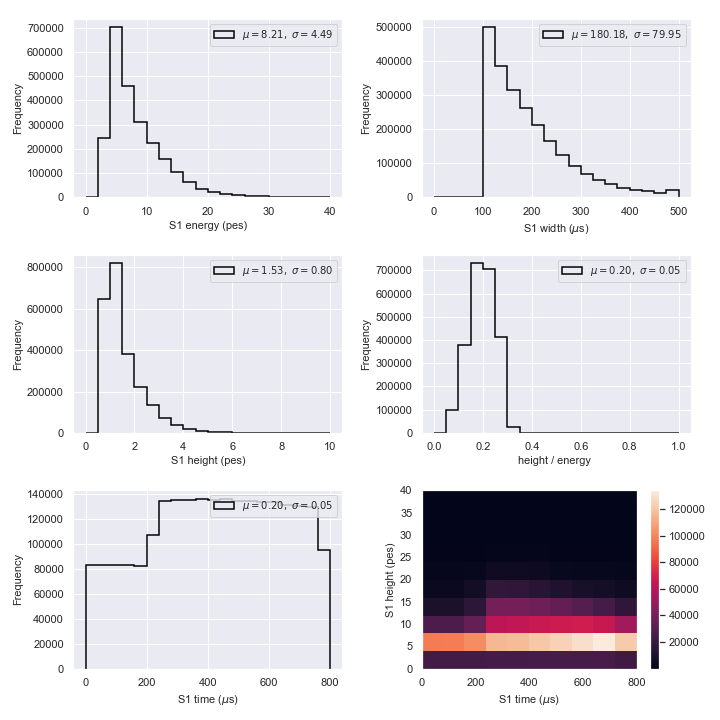 700000
600000
500000
400000
300000
200000
100000
0
Frequency
0 10 20 30 40
S1 energy (pes)
μ = 8.21, σ = 4.49
500000
400000
300000
200000
100000
0
Frequency
0 100 200 300 400 500
S1 width (μs)
μ = 180.18, σ = 79.95
800000
600000
400000
200000
0
Frequency
0 2 4 6 8 10
S1 height (pes)
μ = 1.53, σ = 0.80
700000
600000
500000
400000
300000
200000
100000
0
Frequency
0.0 0.2 0.4 0.6 0.8 1.0
height / energy
μ = 0.20, σ = 0.05
140000
120000
100000
80000
60000
40000
20000
0
Frequency
0 200 400 600 800
S1 time (μs)
μ = 0.20, σ = 0.05
40
35
30
25
20
15
10
5
0
S1 height (pes)
0 200 400 600 800
S1 time (μs)
120000
100000
80000
60000
40000
20000